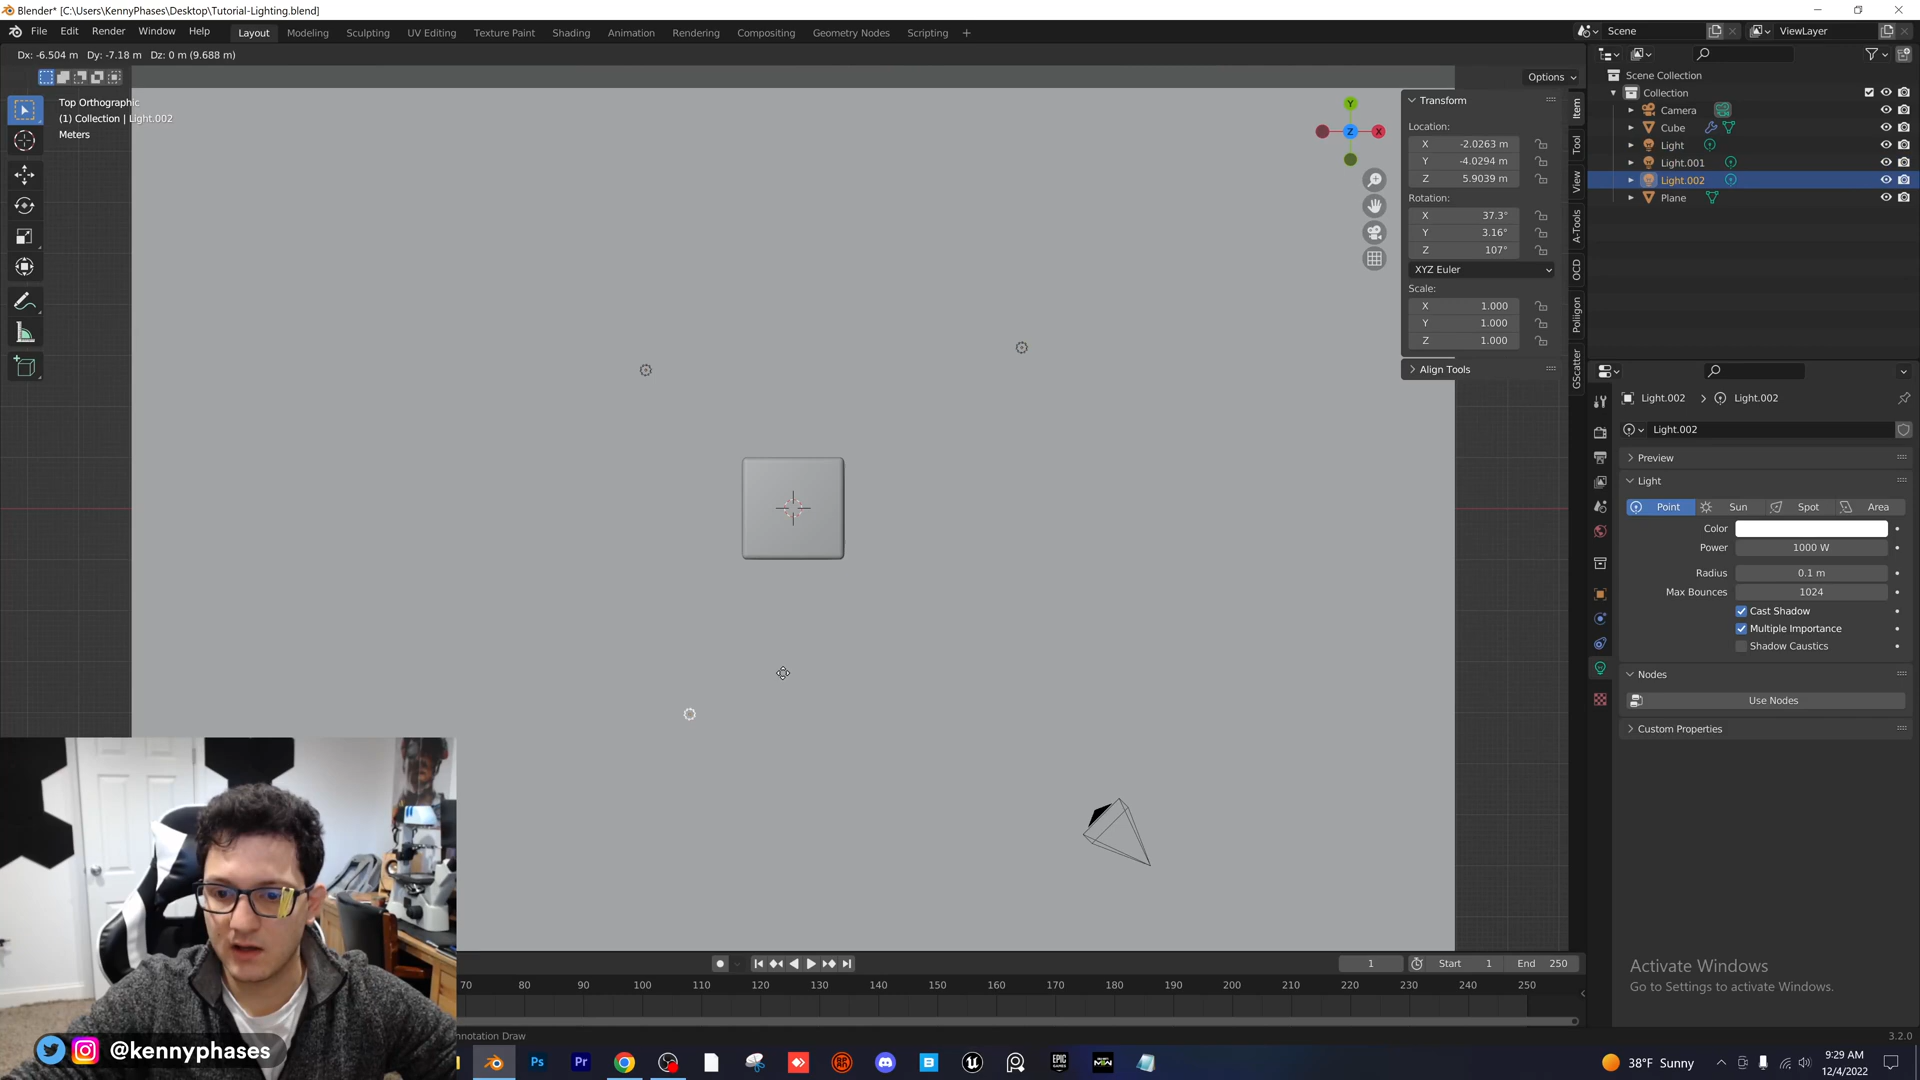 Blender* [C:\Users\KennyPhases\Desktop\Tutorial-Lighting.blend]
File Edit Render Window Help Layout Modeling Sculpting UV Editing Texture Paint Shading Animation Rendering Compositing Geometry Nodes Scripting + Scene ViewLayer
Dx: -6.504 m Dy: -7.18 m Dz: 0 m (9.688 m)
Options
Top Orthographic
(1) Collection | Light.002
Meters
Y
X
Z
Transform
Location:
X -2.0263 m
Y -4.0294 m
Z 5.9039 m
Rotation:
X 37.3°
Y 3.16°
Z 107°
XYZ Euler
Scale:
X 1.000
Y 1.000
Z 1.000
Align Tools
Item
Tool
View
A-Tools
OCD
Poliigon
GScatter
Scene Collection
Collection
Camera
Cube
Light
Light.001
Light.002
Plane
Light.002 > Light.002
Light.002
Preview
Light
Point Sun Spot Area
Color
Power 1000 W
Radius 0.1 m
Max Bounces 1024
Cast Shadow
Multiple Importance
Shadow Caustics
Nodes
Use Nodes
Custom Properties
Activate Windows
Go to Settings to activate Windows.
1 Start 1 End 250
70 80 90 100 110 120 130 140 150 160 170 180 190 200 210 220 230 240 250
nnotation Draw
3.2.0
@kennyphases
Ps Pr B
38°F Sunny
9:29 AM
12/4/2022